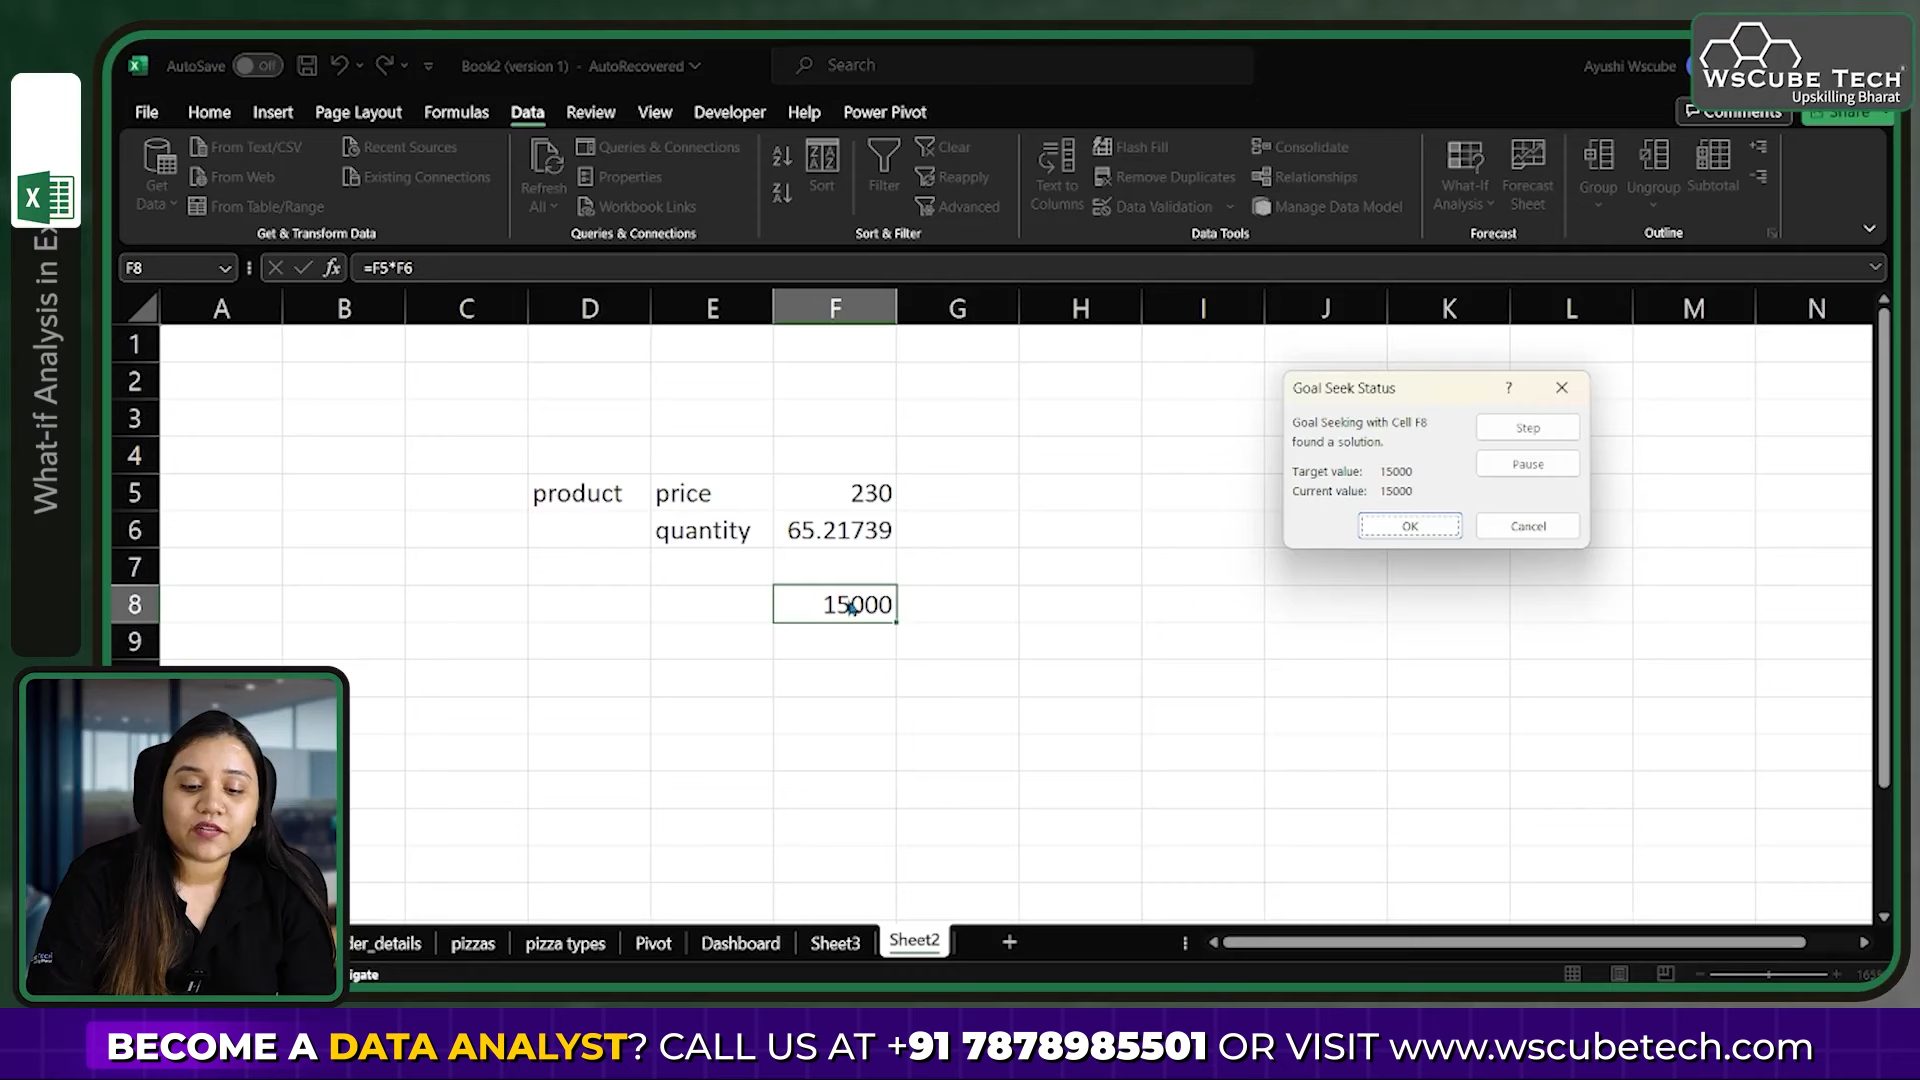 WsCube Tech
Upskilling Bharat
What-if Analysis in Ex
AutoSave Off Book2 (version 1) - AutoRecovered Search Ayushi Wscube
File Home Insert Page Layout Formulas Data Review View Developer Help Power Pivot Comments Share
Get Data
From Text/CSV
From Web
From Table/Range
Recent Sources
Existing Connections
Get & Transform Data
Refresh All
Queries & Connections
Properties
Workbook Links
Queries & Connections
Sort
Filter
Clear
Reapply
Advanced
Sort & Filter
Text to Columns
Flash Fill
Remove Duplicates
Data Validation
Consolidate
Relationships
Manage Data Model
Data Tools
What-If Analysis
Forecast Sheet
Forecast
Group
Ungroup
Subtotal
Outline
F8 fx =F5*F6
A B C D E F G H I J K L M N
1
2
3
4
5 product price 230
6 quantity 65.21739
7
8 15000
9
Goal Seek Status ?
Goal Seeking with Cell F8
found a solution.
Target value: 15000
Current value: 15000
Step
Pause
OK
Cancel
der_details pizzas pizza types Pivot Dashboard Sheet3 Sheet2
igate
BECOME A DATA ANALYST? CALL US AT +91 7878985501 OR VISIT www.wscubetech.com